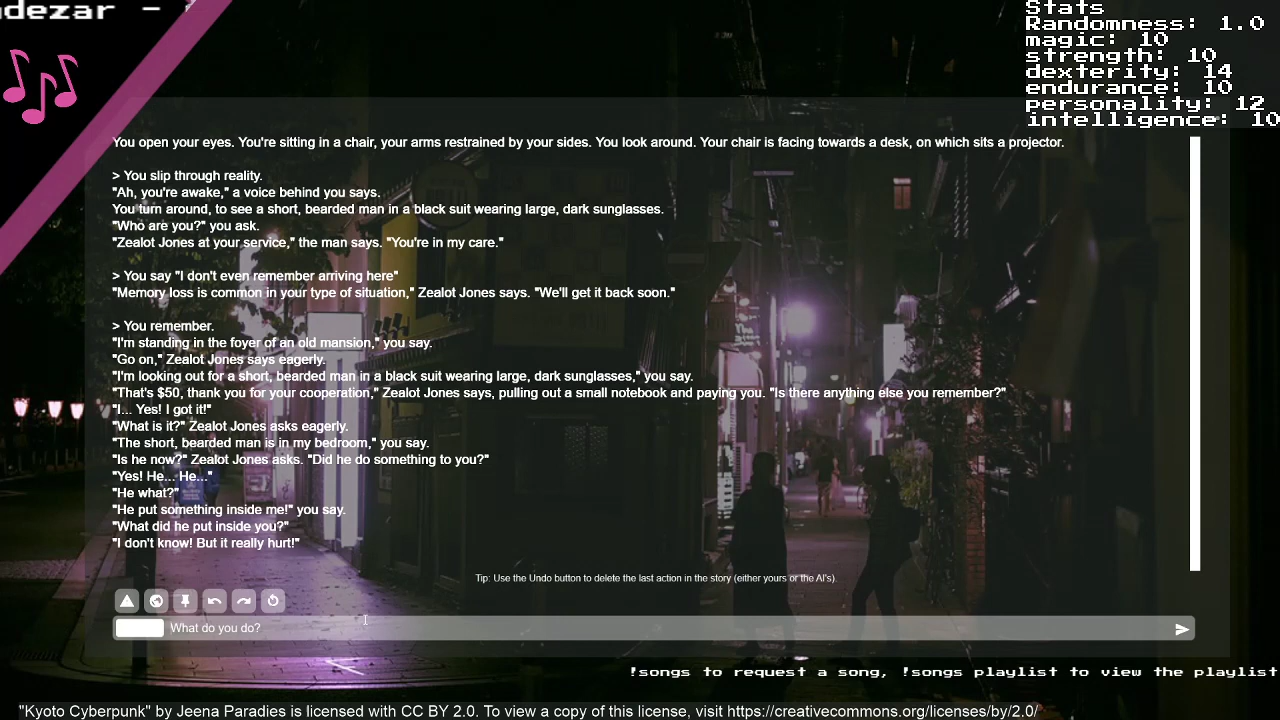 dezar -
Stats
Randomness: 1.0
magic: 10
strength: 10
dexterity: 14
endurance: 10
personality: 12
intelligence: 10
You open your eyes. You're sitting in a chair, your arms restrained by your sides. You look around. Your chair is facing towards a desk, on which sits a projector.
> You slip through reality.
"Ah, you're awake," a voice behind you says.
You turn around, to see a short, bearded man in a black suit wearing large, dark sunglasses.
"Who are you?" you ask.
"Zealot Jones at your service," the man says. "You're in my care."
> You say "I don't even remember arriving here"
"Memory loss is common in your type of situation," Zealot Jones says. "We'll get it back soon."
> You remember.
"I'm standing in the foyer of an old mansion," you say.
"Go on," Zealot Jones says eagerly.
"I'm looking out for a short, bearded man in a black suit wearing large, dark sunglasses," you say.
"That's $50, thank you for your cooperation," Zealot Jones says, pulling out a small notebook and paying you. "Is there anything else you remember?"
"I... Yes! I got it!"
"What is it?" Zealot Jones asks eagerly.
"The short, bearded man is in my bedroom," you say.
"Is he now?" Zealot Jones asks. "Did he do something to you?"
"Yes! He... He..."
"He what?"
"He put something inside me!" you say.
"What did he put inside you?"
"I don't know! But it really hurt!"
Tip: Use the Undo button to delete the last action in the story (either yours or the AI's).
What do you do?
!songs to request a song, !songs playlist to view the playlist
"Kyoto Cyberpunk" by Jeena Paradies is licensed with CC BY 2.0. To view a copy of this license, visit https://creativecommons.org/licenses/by/2.0/